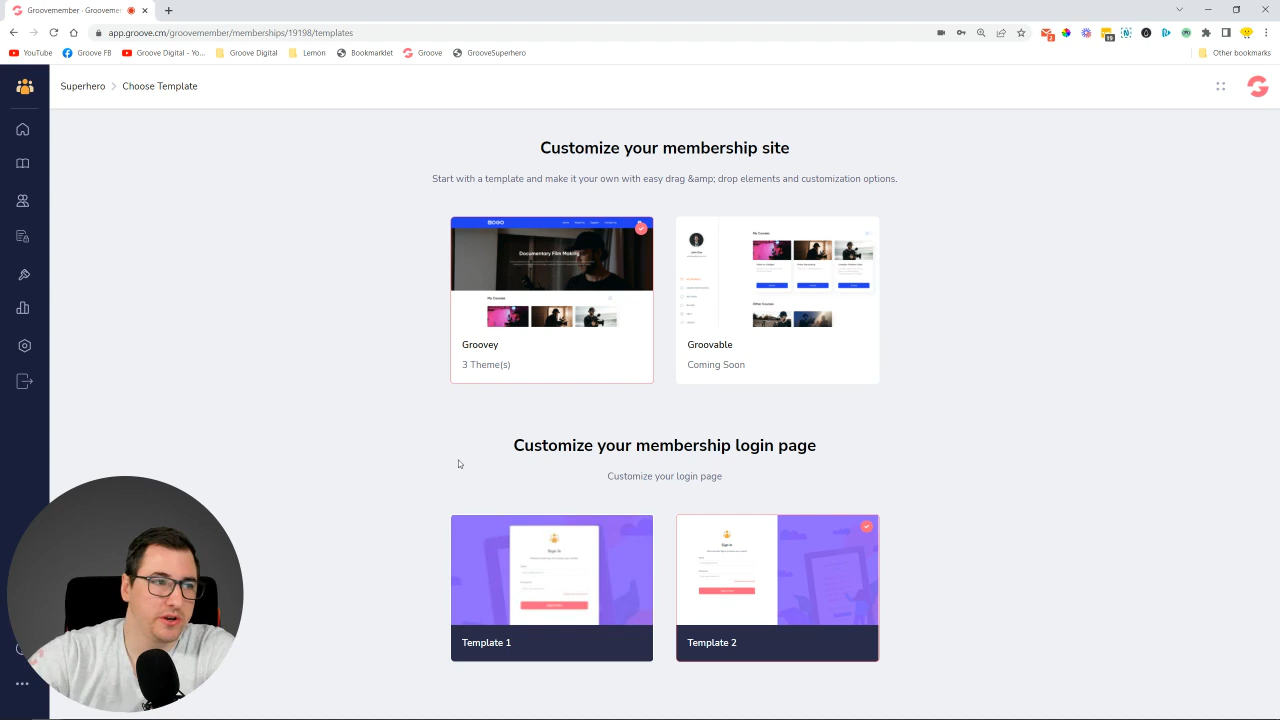 Groovemember - Groovemem
app.groove.cm/groovemember/memberships/19198/templates
YouTube
Groove FB
Groove Digital - Yo...
Groove Digital
Lemon
Bookmarklet
Groove
GrooveSuperhero
Other bookmarks
Superhero
Choose Template
Customize your membership site
Start with a template and make it your own with easy drag &amp; drop elements and customization options.
Documentary Film Making
My Courses
My Courses
Other Courses
Groovey
3 Theme(s)
Groovable
Coming Soon
Customize your membership login page
Customize your login page
Sign in
Sign in
Template 1
Template 2